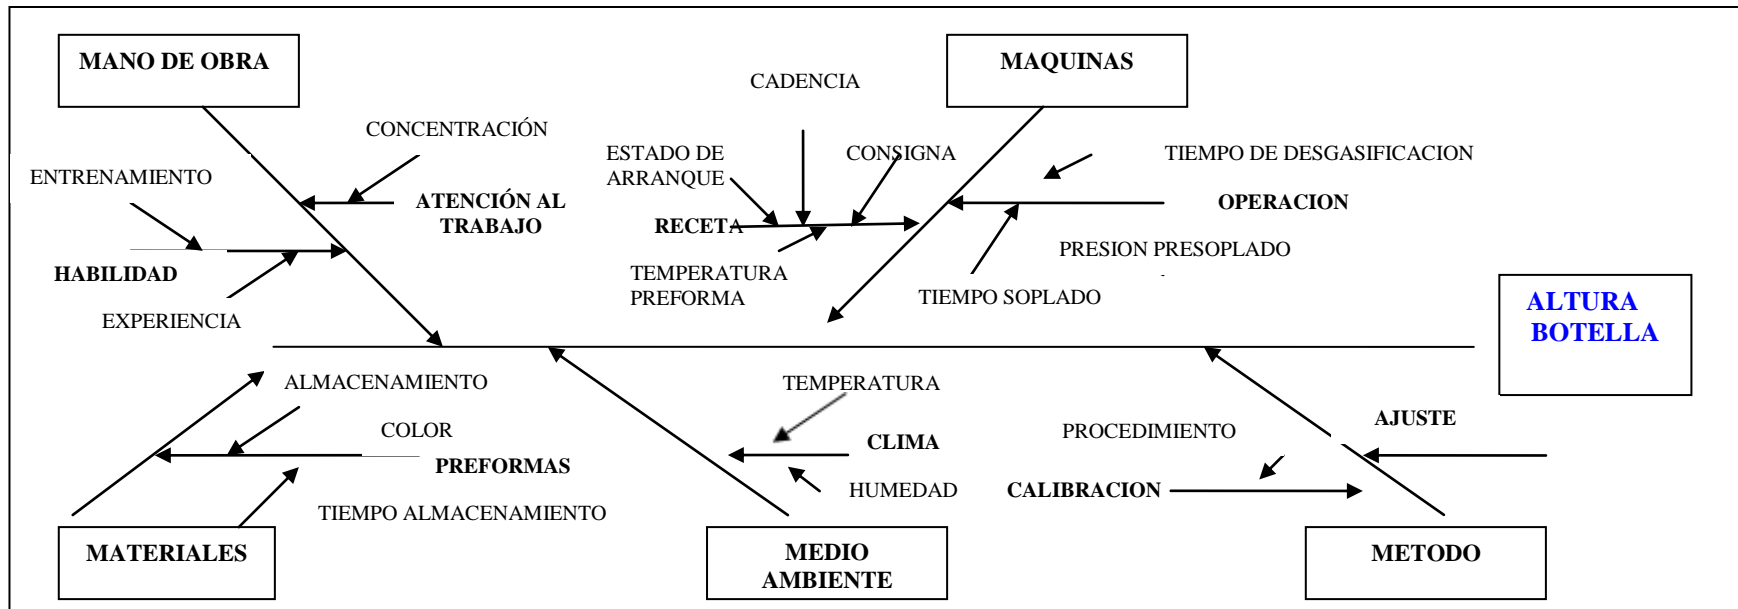 MANO DE OBRA
MAQUINAS
CADENCIA
CONCENTRACIÓN
ESTADO DE
ARRANQUE
CONSIGNA
TIEMPO DE DESGASIFICACION
ENTRENAMIENTO
ATENCIÓN AL
TRABAJO
RECETA
OPERACION
HABILIDAD
TEMPERATURA
PREFORMA
PRESION PRESOPLADO
TIEMPO SOPLADO
EXPERIENCIA
ALTURA
BOTELLA
ALMACENAMIENTO
TEMPERATURA
COLOR
CLIMA
PROCEDIMIENTO
AJUSTE
PREFORMAS
HUMEDAD
CALIBRACION
TIEMPO ALMACENAMIENTO
MATERIALES
MEDIO
AMBIENTE
METODO